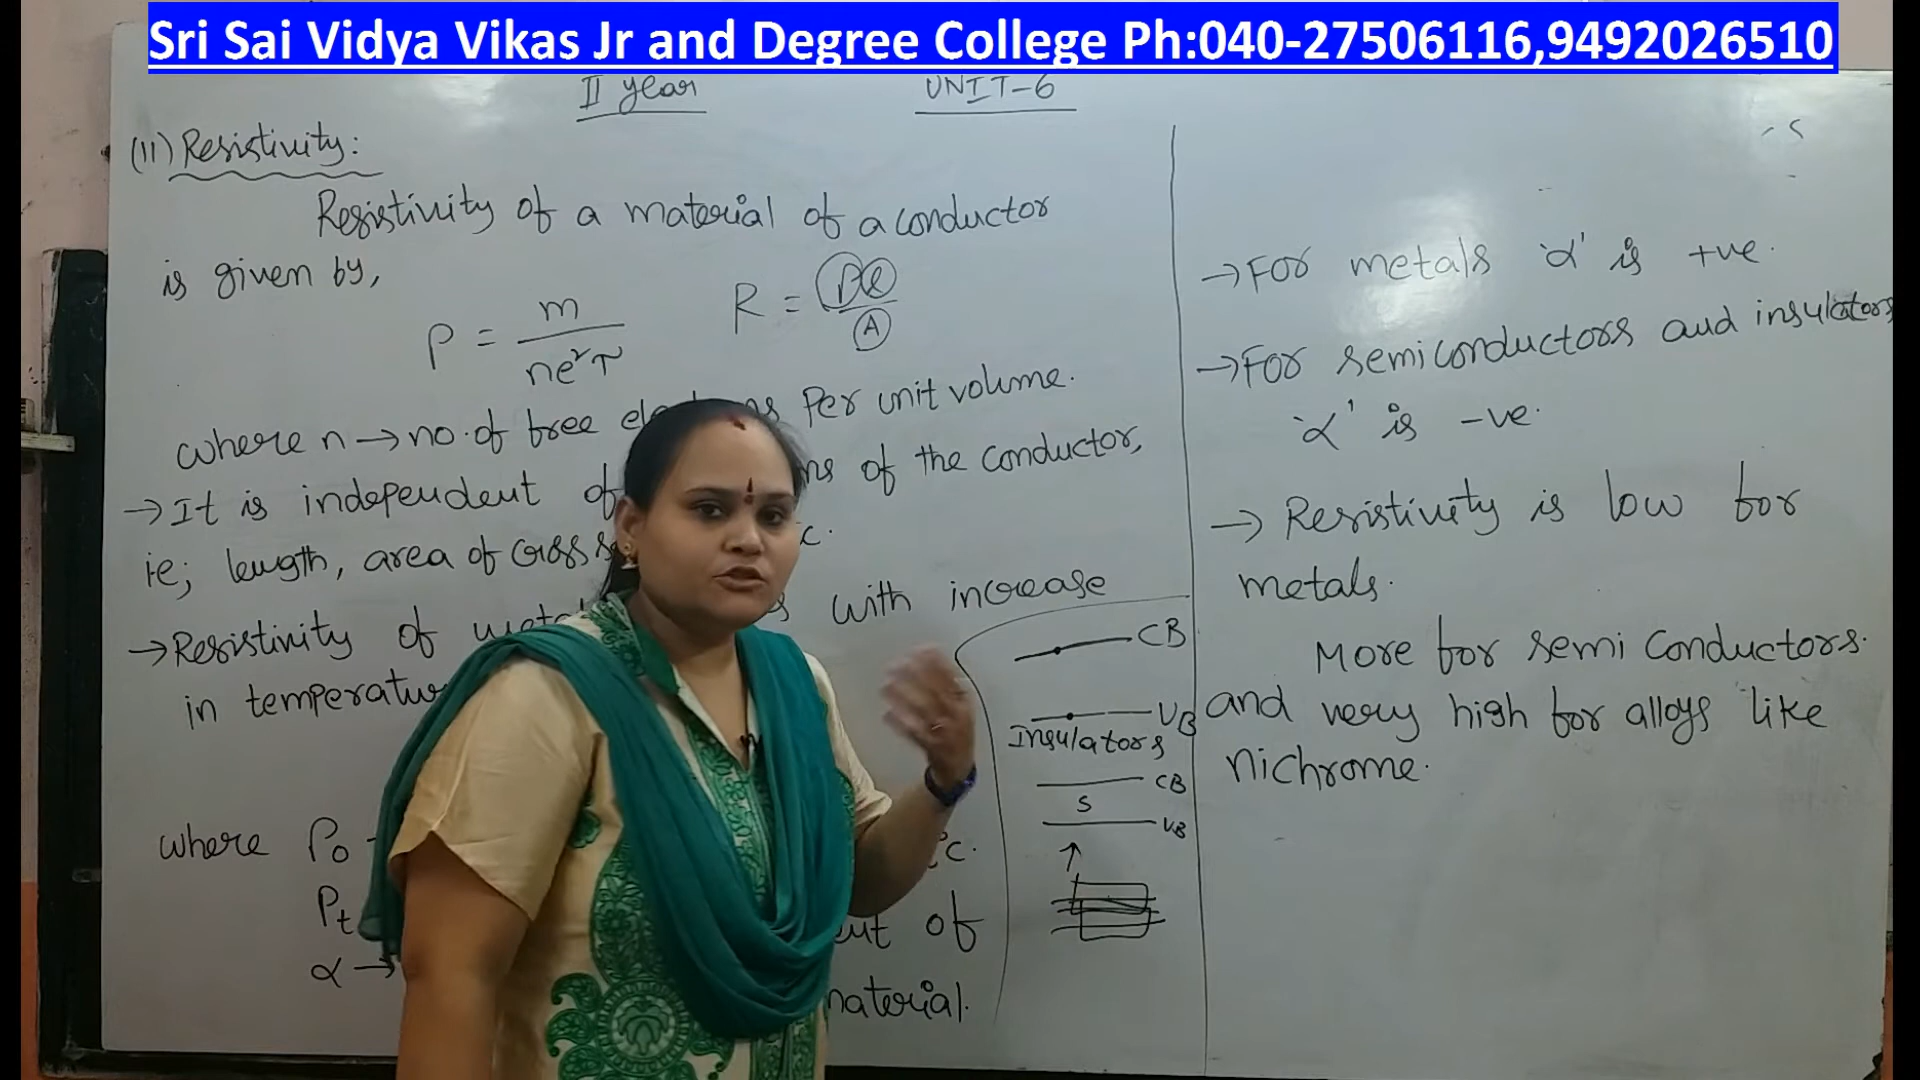 Sri Sai Vidya Vikas Jr and Degree College Ph:040-27506116,9492026510
II year
UNIT-6
(11) Resistivity:
Resistivity of a material of a conductor
is given by,
ρ = m / ne²τ
R = ρl / A
where n → no. of free per unit volume.
→ It is independent of of the conductor,
ie; length, area of cross
→ Resistivity of with increase
in
where ρ₀
ρt
α →
of
material.
CB
VB
Insulators
CB
S
VB
→ For metals 'α' is +ve.
→ For semiconductors and insulators
'α' is -ve.
→ Resistivity is low for
metals.
More for semi conductors.
and very high for alloys like
nichrome.